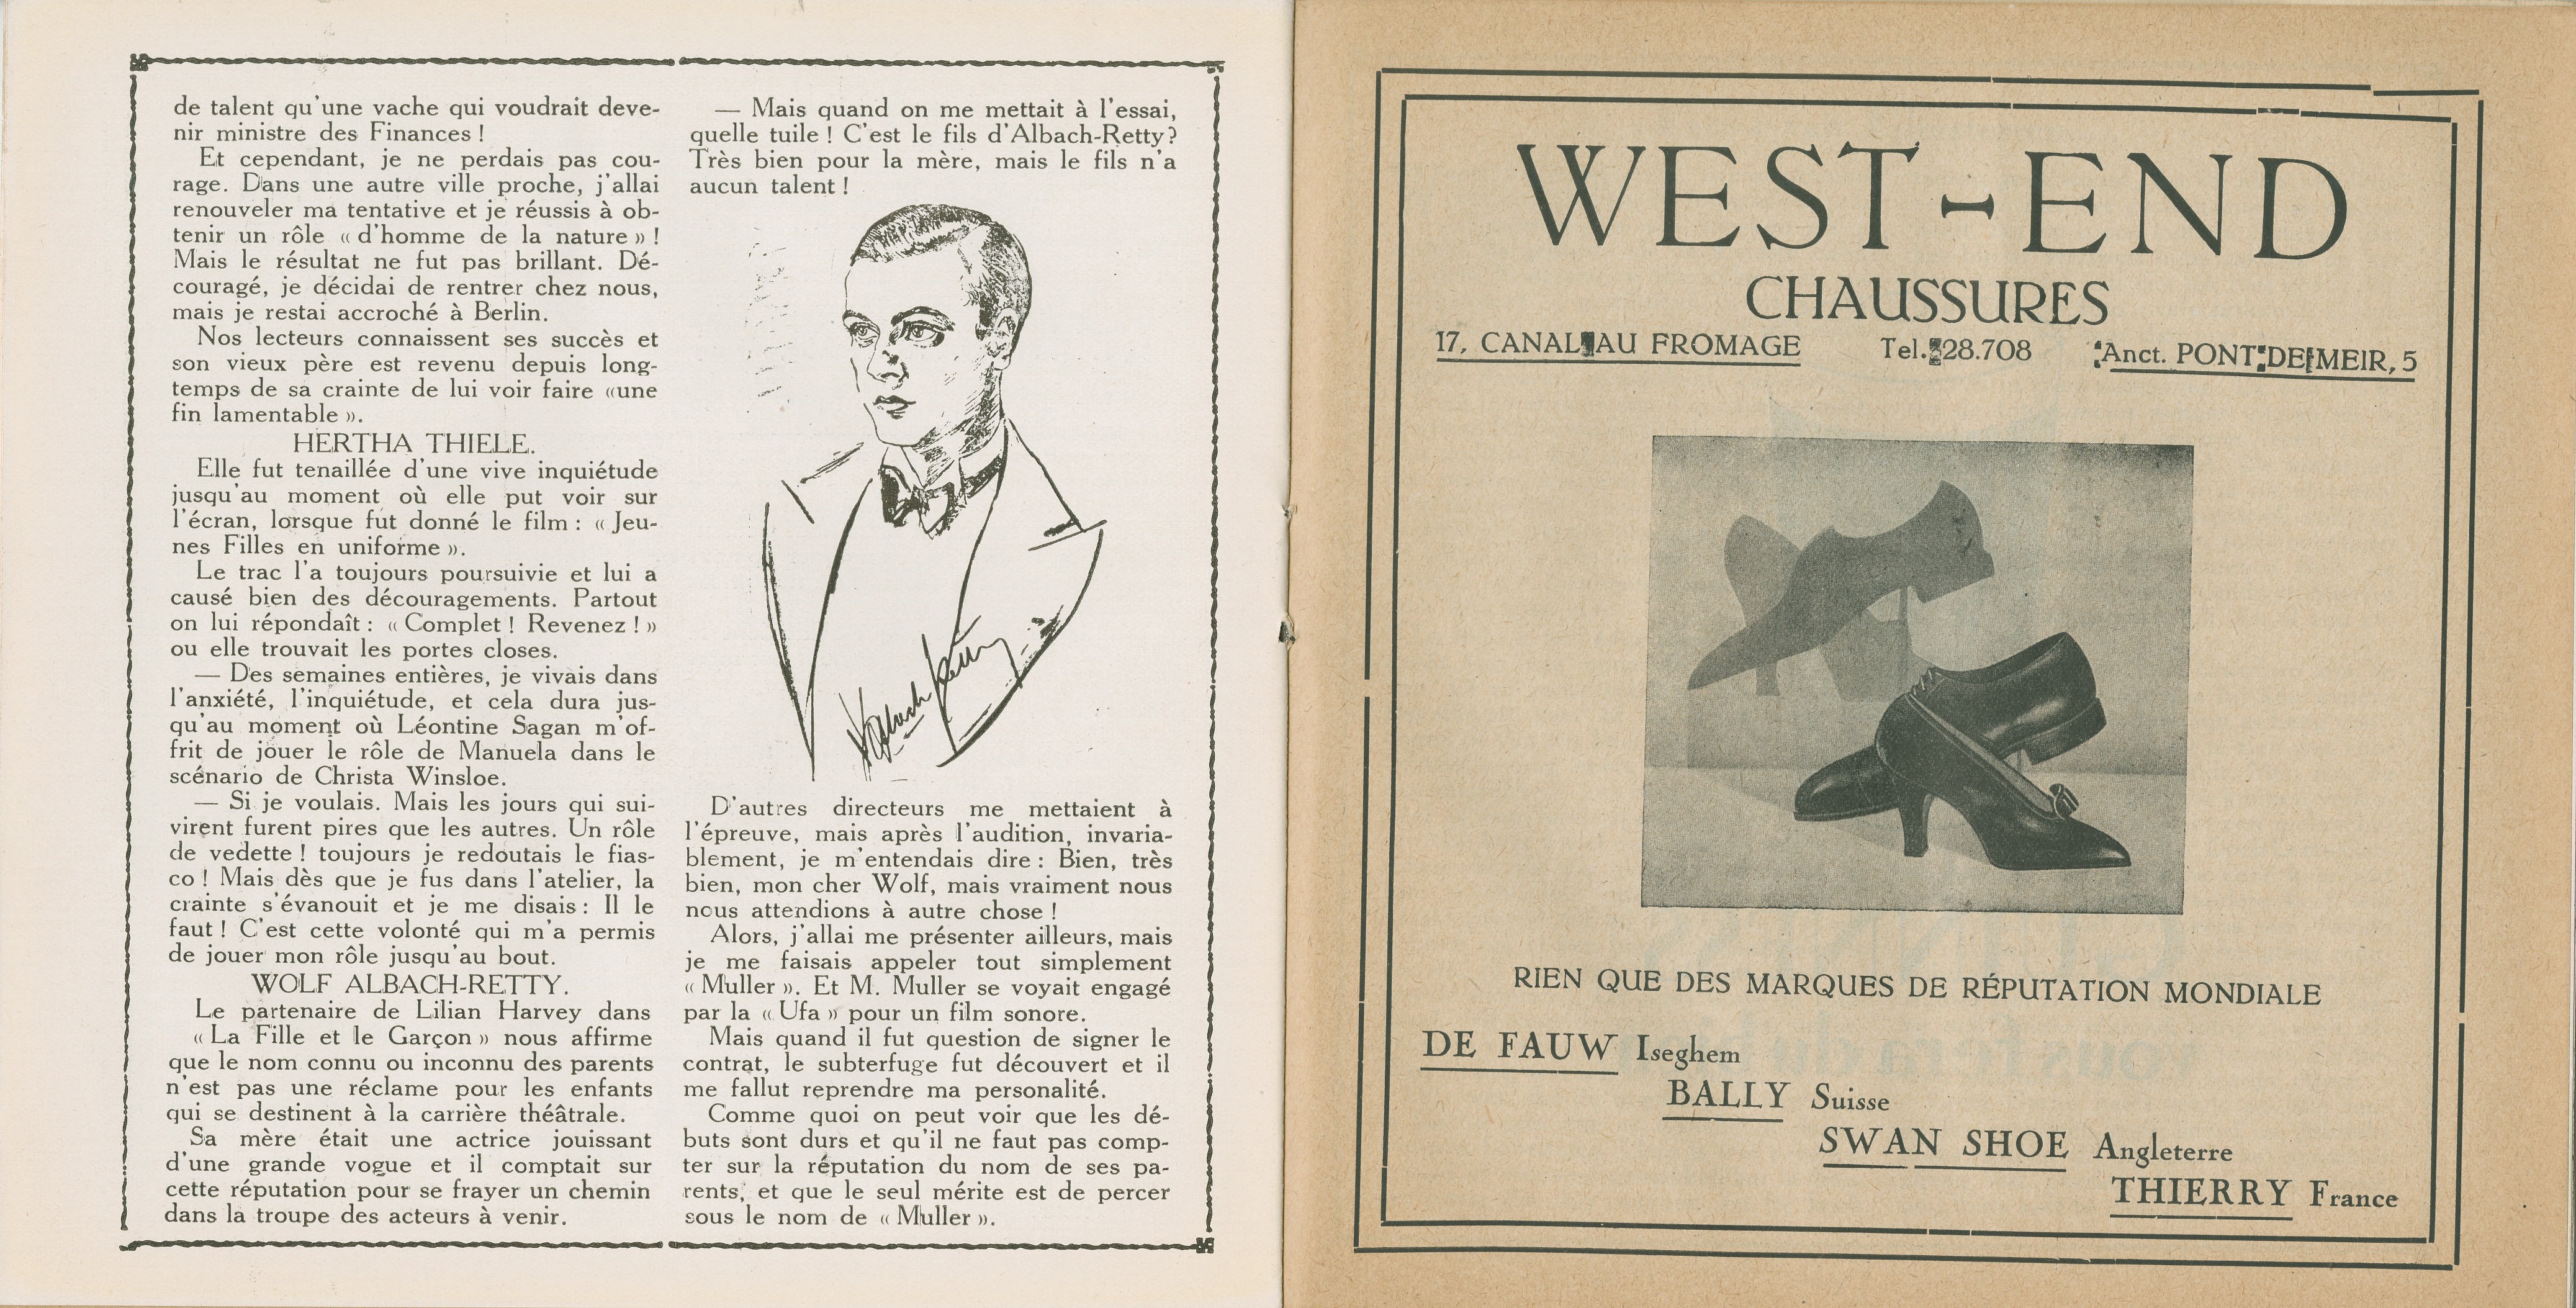 de talent qu'une vache qui voudrait deve-
nir ministre des Finances !
Et cependant, je ne perdais pas cou-
rage. Dans une autre ville proche, j'allai
renouveler ma tentative et je réussis à ob-
tenir un rôle « d'homme de la nature » !
Mais le résultat ne fut pas brillant. Dé-
couragé, je décidai de rentrer chez nous,
mais je restai accroché à Berlin.
Nos lecteurs connaissent ses succès et
son vieux père est revenu depuis long-
temps de sa crainte de lui voir faire «une
fin lamentable ».
HERTHA THIELE.
Elle fut tenaillée d'une vive inquiétude
jusqu'au moment où elle put voir sur
l'écran, lorsque fut donné le film : « Jeu-
nes Filles en uniforme ».
Le trac l'a toujours poursuivie et lui a
causé bien des découragements. Partout
on lui répondaît : « Complet ! Revenez ! »
ou elle trouvait les portes closes.
— Des semaines entières, je vivais dans
l'anxiété, l'inquiétude, et cela dura jus-
qu'au moment où Léontine Sagan m'of-
frit de jouer le rôle de Manuela dans le
scénario de Christa Winsloe.
— Si je voulais. Mais les jours qui sui-
virent furent pires que les autres. Un rôle
de vedette ! toujours je redoutais le fias-
co ! Mais dès que je fus dans l'atelier, la
crainte s'évanouit et je me disais : Il le
faut ! C'est cette volonté qui m'a permis
de jouer mon rôle jusqu'au bout.
WOLF ALBACH-RETTY.
Le partenaire de Lilian Harvey dans
« La Fille et le Garçon » nous affirme
que le nom connu ou inconnu des parents
n'est pas une réclame pour les enfants
qui se destinent à la carrière théâtrale.
Sa mère était une actrice jouissant
d'une grande vogue et il comptait sur
cette réputation pour se frayer un chemin
dans la troupe des acteurs à venir.
— Mais quand on me mettait à l'essai,
quelle tuile ! C'est le fils d'Albach-Retty?
Très bien pour la mère, mais le fils n'a
aucun talent !
Albach Retty
D'autres directeurs me mettaient à
l'épreuve, mais après l'audition, invaria-
blement, je m'entendais dire : Bien, très
bien, mon cher Wolf, mais vraiment nous
nous attendions à autre chose !
Alors, j'allai me présenter ailleurs, mais
je me faisais appeler tout simplement
« Muller ». Et M. Muller se voyait engagé
par la « Ufa » pour un film sonore.
Mais quand il fut question de signer le
contrat, le subterfuge fut découvert et il
me fallut reprendre ma personalité.
Comme quoi on peut voir que les dé-
buts sont durs et qu'il ne faut pas comp-
ter sur la réputation du nom de ses pa-
rents, et que le seul mérite est de percer
sous le nom de « Muller ».
WEST-END
CHAUSSURES
17, CANAL AU FROMAGE Tel. 28.708 Anct. PONT DE MEIR, 5
RIEN QUE DES MARQUES DE RÉPUTATION MONDIALE
DE FAUW Iseghem
BALLY Suisse
SWAN SHOE Angleterre
THIERRY France